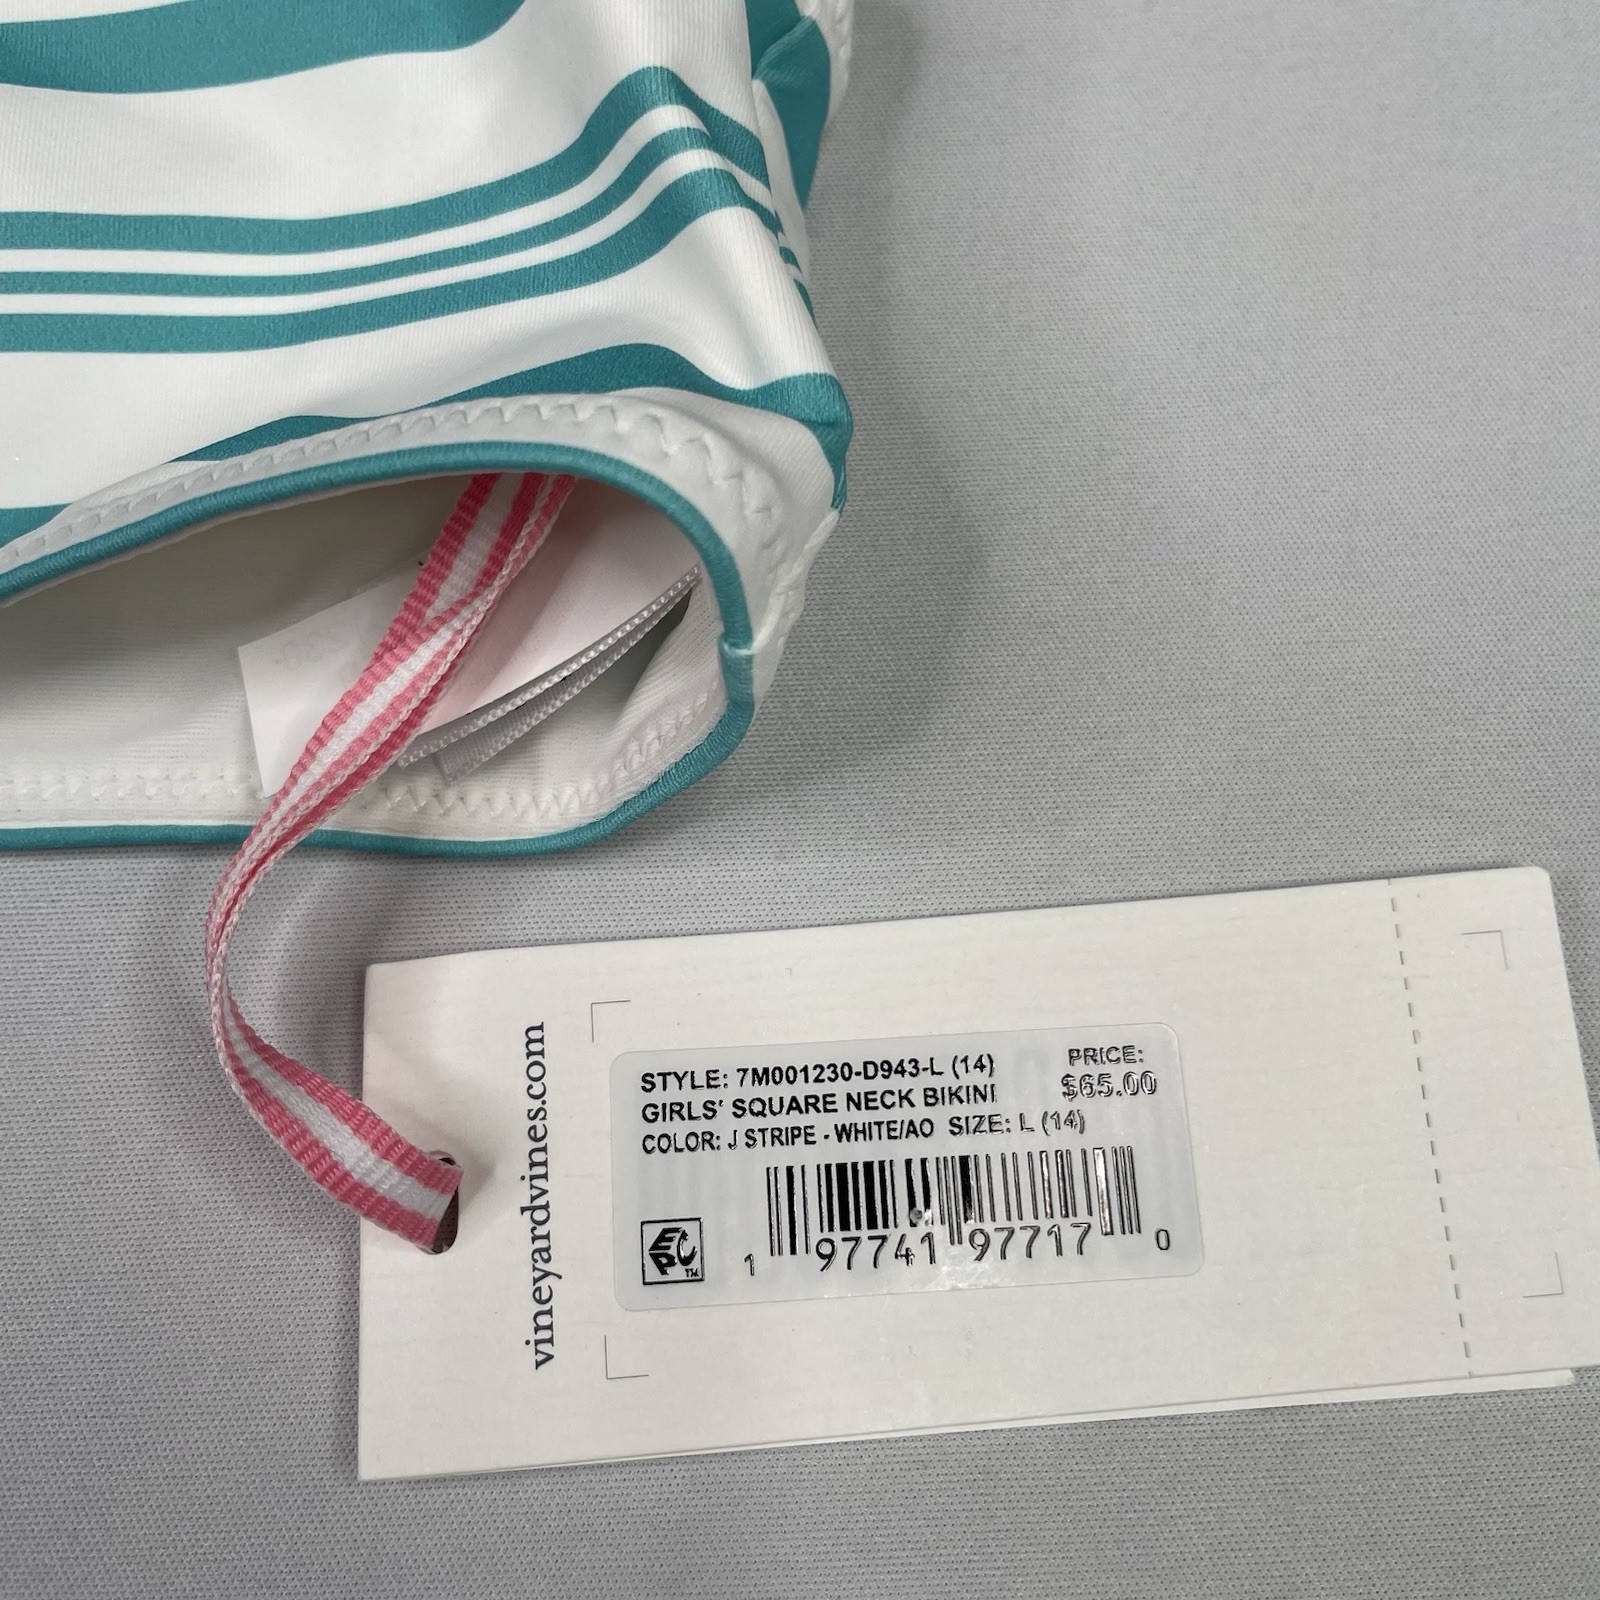 vineyardvines.com
STYLE: 7M001230-D943-L (14)
GIRLS' SQUARE NECK BIKINI
COLOR: J STRIPE - WHITE/AO SIZE: L (14)
PRICE:
$65.00
EPC™
1 97741 97717 0